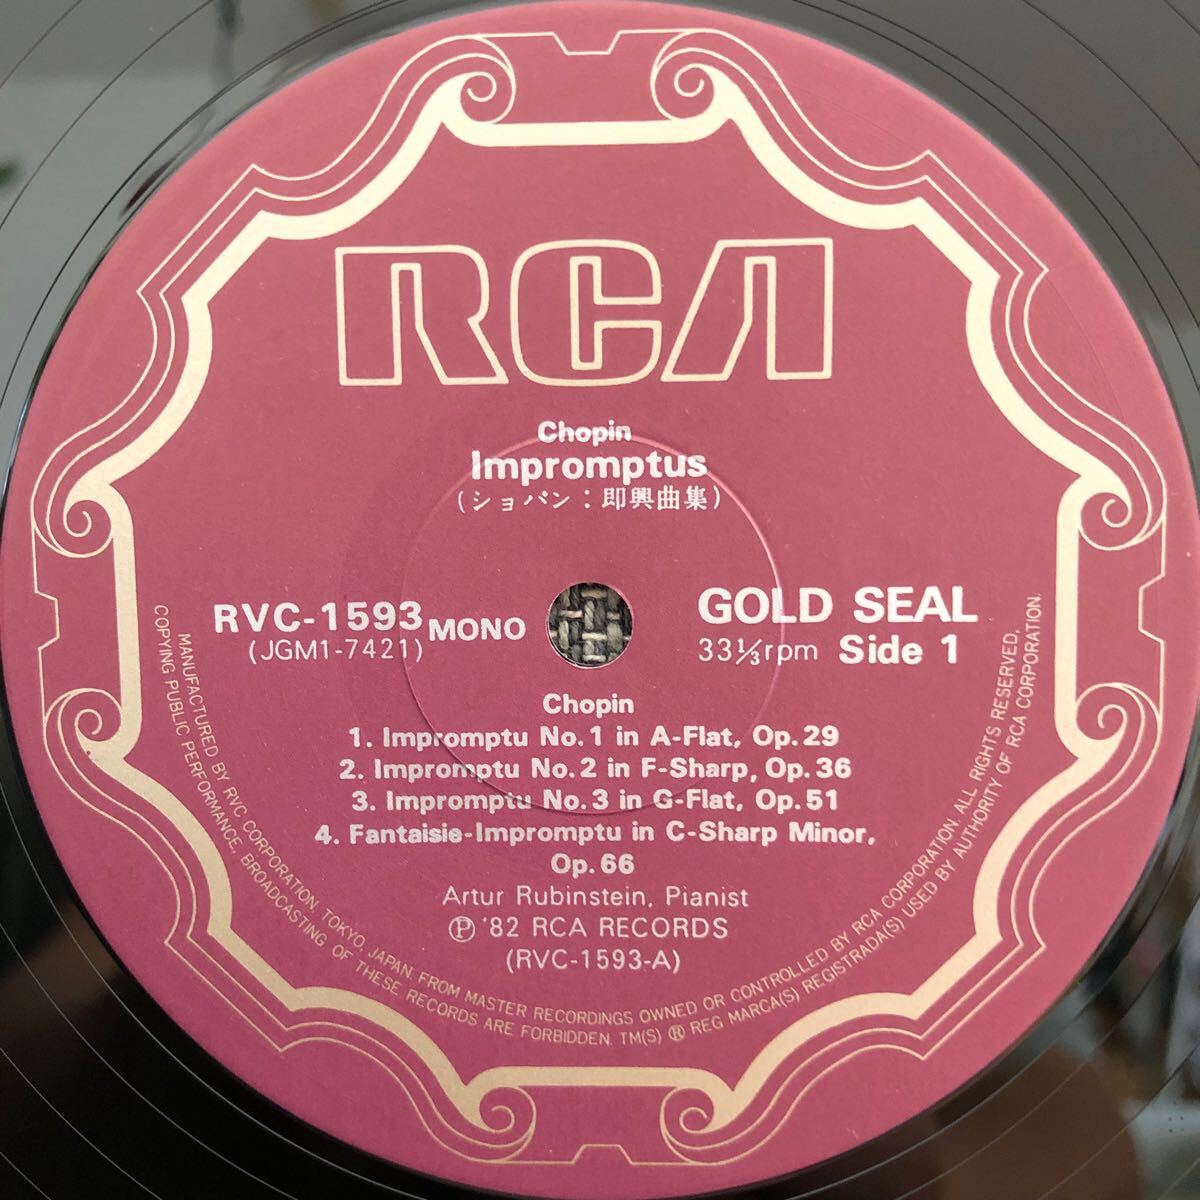 RCA
Chopin
Impromptus
(ショパン：即興曲集)
RVC-1593 MONO
(JGM1-7421)
GOLD SEAL
33⅓rpm Side 1
Chopin
1. Impromptu No.1 in A-Flat, Op.29
2. Impromptu No.2 in F-Sharp, Op.36
3. Impromptu No.3 in G-Flat, Op.51
4. Fantaisie-Impromptu in C-Sharp Minor,
Op.66
Artur Rubinstein, Pianist
Ⓟ '82 RCA RECORDS
(RVC-1593-A)
MANUFACTURED BY RVC CORPORATION, TOKYO, JAPAN. FROM MASTER RECORDINGS OWNED OR CONTROLLED BY RCA CORPORATION. ALL RIGHTS RESERVED.
COPYING PUBLIC PERFORMANCE, BROADCASTING OF THESE RECORDS ARE FORBIDDEN. TM(S) ® REG MARCA(S) REGISTRADA(S) USED BY AUTHORITY OF RCA CORPORATION.